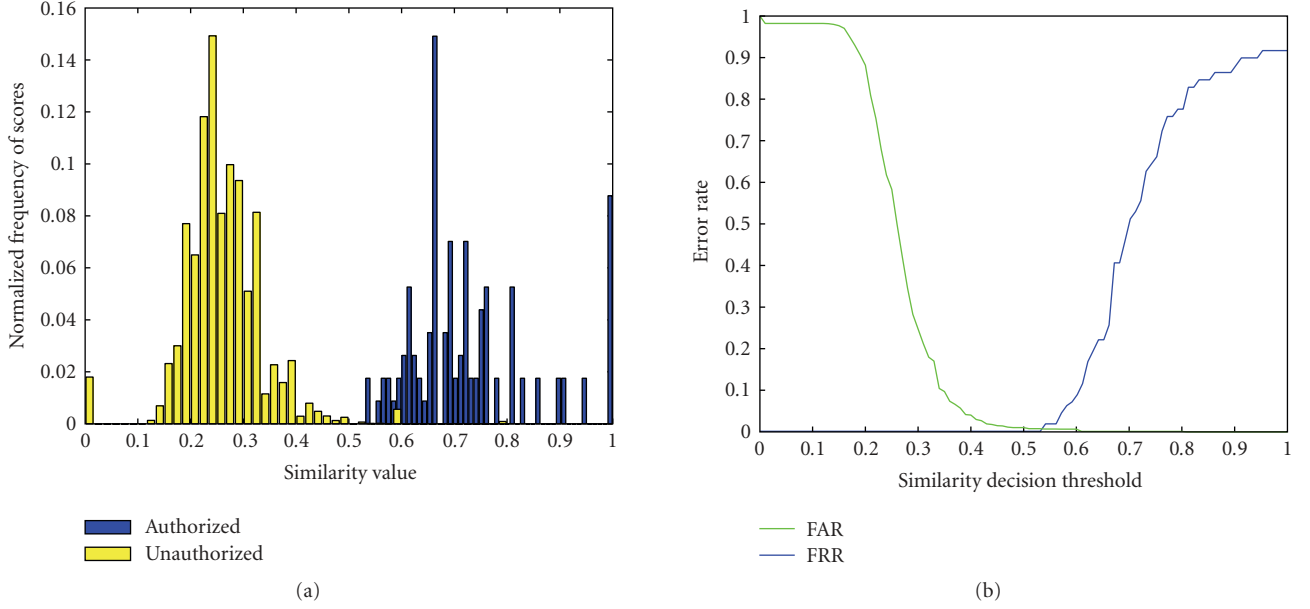 0.16
0.14
0.12
0.1
0.08
0.06
0.04
0.02
0
Normalized frequency of scores
0 0.1 0.2 0.3 0.4 0.5 0.6 0.7 0.8 0.9 1
Similarity value
Authorized
Unauthorized
(a)
1
0.9
0.8
0.7
0.6
0.5
0.4
0.3
0.2
0.1
0
Error rate
0 0.1 0.2 0.3 0.4 0.5 0.6 0.7 0.8 0.9 1
Similarity decision threshold
FAR
FRR
(b)